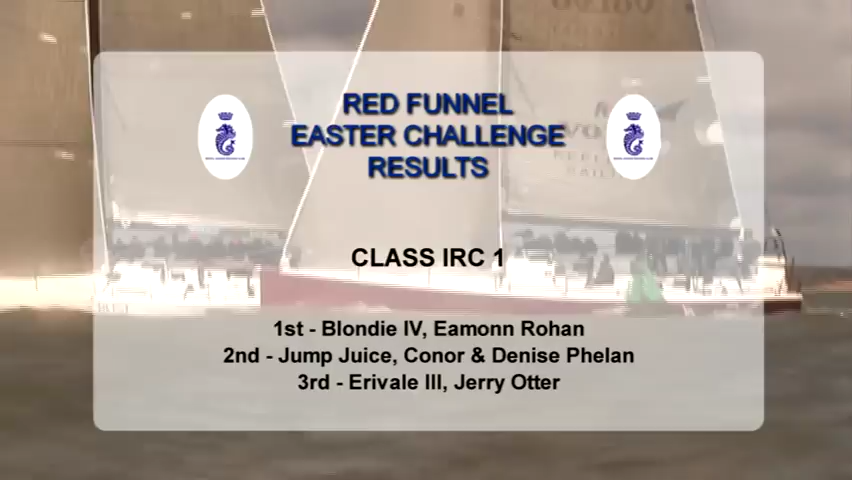 RED FUNNEL
EASTER CHALLENGE
RESULTS
CLASS IRC 1
1st - Blondie IV, Eamonn Rohan
2nd - Jump Juice, Conor & Denise Phelan
3rd - Erivale III, Jerry Otter